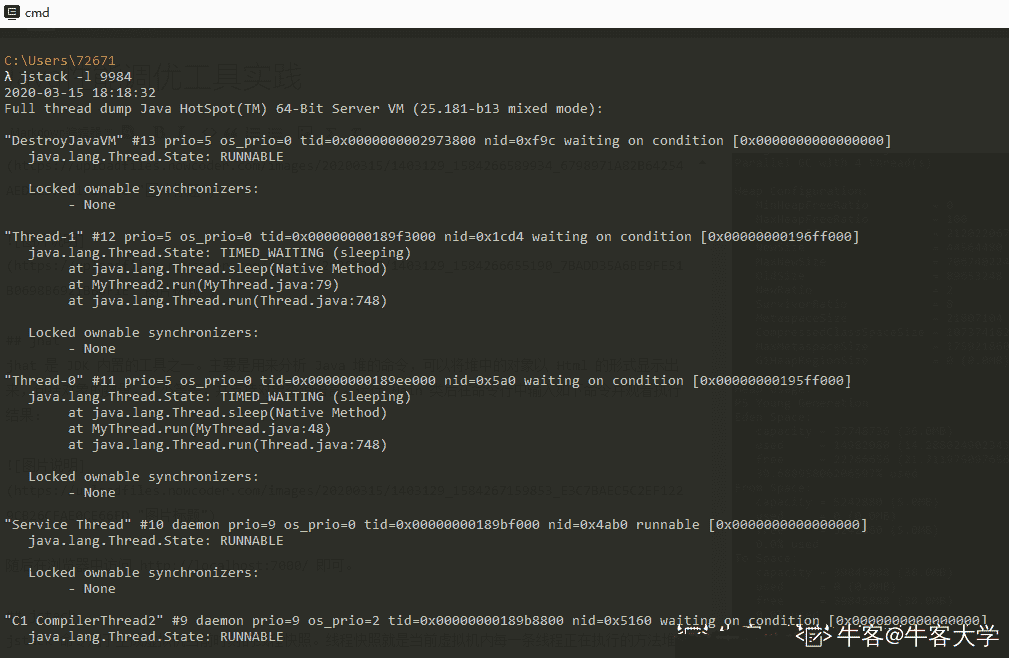 cmd
C:\Users\72671
λ jstack -l 9984
2020-03-15 18:18:32
Full thread dump Java HotSpot(TM) 64-Bit Server VM (25.181-b13 mixed mode):
"DestroyJavaVM" #13 prio=5 os_prio=0 tid=0x0000000002973800 nid=0xf9c waiting on condition [0x0000000000000000]
java.lang.Thread.State: RUNNABLE
Locked ownable synchronizers:
- None
"Thread-1" #12 prio=5 os_prio=0 tid=0x00000000189f3000 nid=0x1cd4 waiting on condition [0x00000000196ff000]
java.lang.Thread.State: TIMED_WAITING (sleeping)
at java.lang.Thread.sleep(Native Method)
at MyThread2.run(MyThread.java:79)
at java.lang.Thread.run(Thread.java:748)
Locked ownable synchronizers:
- None
"Thread-0" #11 prio=5 os_prio=0 tid=0x00000000189ee000 nid=0x5a0 waiting on condition [0x00000000195ff000]
java.lang.Thread.State: TIMED_WAITING (sleeping)
at java.lang.Thread.sleep(Native Method)
at MyThread.run(MyThread.java:48)
at java.lang.Thread.run(Thread.java:748)
Locked ownable synchronizers:
- None
"Service Thread" #10 daemon prio=9 os_prio=0 tid=0x00000000189bf000 nid=0x4ab0 runnable [0x0000000000000000]
java.lang.Thread.State: RUNNABLE
Locked ownable synchronizers:
- None
"C1 CompilerThread2" #9 daemon prio=9 os_prio=2 tid=0x00000000189b8800 nid=0x5160 waiting on condition [0x0000000000000000]
java.lang.Thread.State: RUNNABLE
牛客@牛客大学